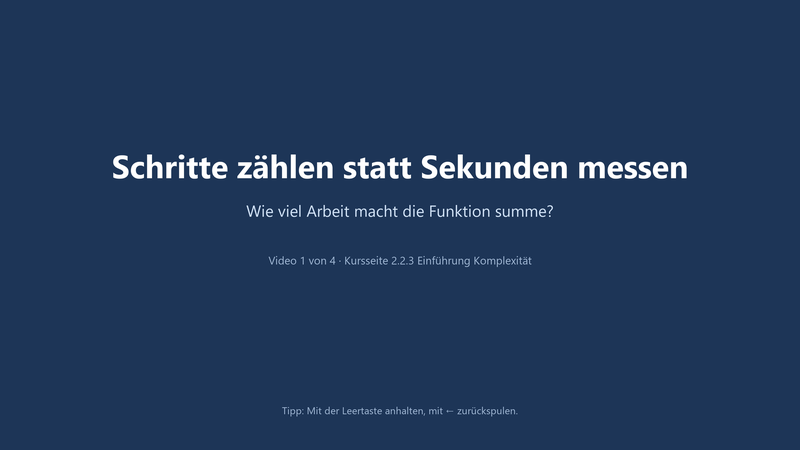 Schritte zählen statt Sekunden messen
Wie viel Arbeit macht die Funktion summe?
Video 1 von 4 · Kursseite 2.2.3 Einführung Komplexität
Tipp: Mit der Leertaste anhalten, mit ← zurückspulen.